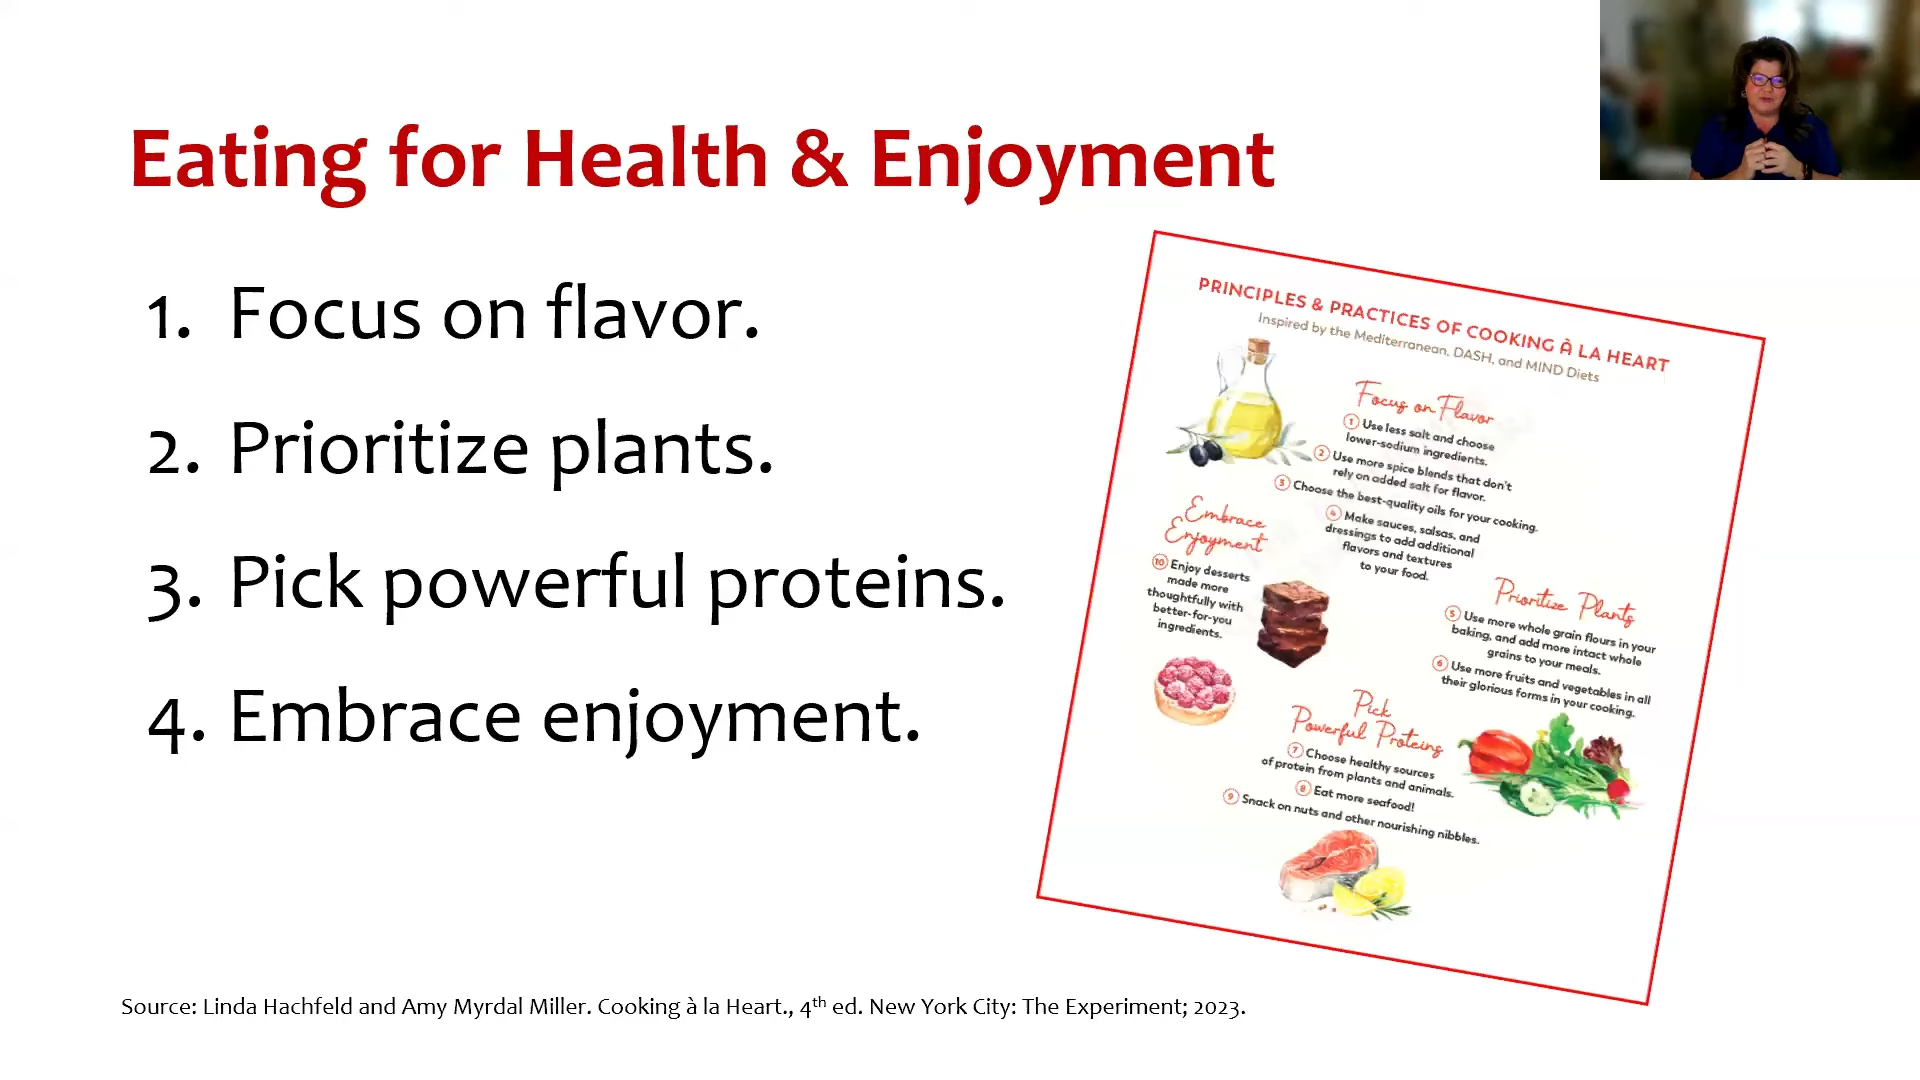 Eating for Health & Enjoyment
1. Focus on flavor.
2. Prioritize plants.
3. Pick powerful proteins.
4. Embrace enjoyment.
PRINCIPLES & PRACTICES OF COOKING À LA HEART
Inspired by the Mediterranean, DASH, and MIND Diets
Focus on Flavor
1 Use less salt and choose
lower-sodium ingredients.
2 Use more spice blends that don't
rely on added salt for flavor.
3 Choose the best-quality oils for your cooking.
4 Make sauces, salsas, and
dressings to add additional
flavors and textures
to your food.
Prioritize Plants
5 Use more whole grain flours in your
baking, and add more intact whole
grains to your meals.
6 Use more fruits and vegetables in all
their glorious forms in your cooking.
Pick
Powerful Proteins
7 Choose healthy sources
of protein from plants and animals.
8 Eat more seafood!
9 Snack on nuts and other nourishing nibbles.
Embrace
Enjoyment
10 Enjoy desserts
made more
thoughtfully with
better-for-you
ingredients.
Source: Linda Hachfeld and Amy Myrdal Miller. Cooking à la Heart., 4th ed. New York City: The Experiment; 2023.